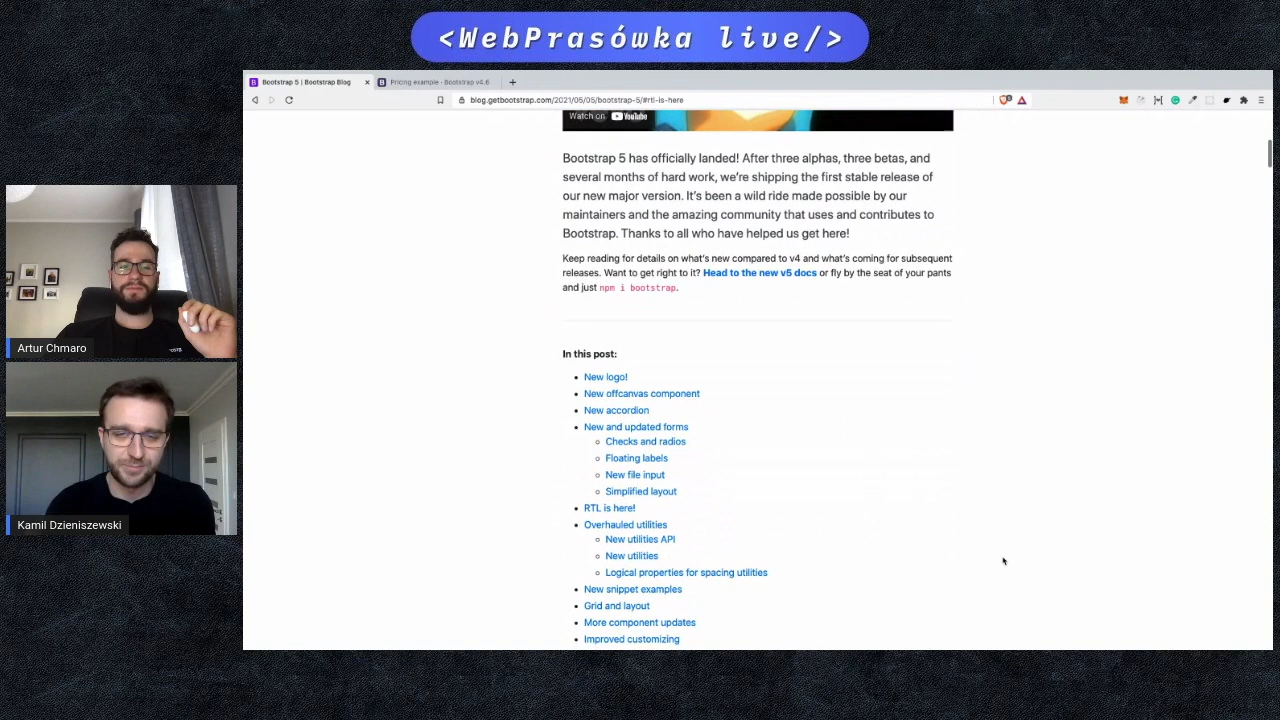 <WebPrasówka live/>
Bootstrap 5 | Bootstrap Blog
Pricing example · Bootstrap v4.6
blog.getbootstrap.com/2021/05/05/bootstrap-5/#rtl-is-here
Watch on YouTube
Bootstrap 5 has officially landed! After three alphas, three betas, and
several months of hard work, we’re shipping the first stable release of
our new major version. It’s been a wild ride made possible by our
maintainers and the amazing community that uses and contributes to
Bootstrap. Thanks to all who have helped us get here!
Keep reading for details on what’s new compared to v4 and what’s coming for subsequent
releases. Want to get right to it? Head to the new v5 docs or fly by the seat of your pants
and just npm i bootstrap.
In this post:
New logo!
New offcanvas component
New accordion
New and updated forms
Checks and radios
Floating labels
New file input
Simplified layout
RTL is here!
Overhauled utilities
New utilities API
New utilities
Logical properties for spacing utilities
New snippet examples
Grid and layout
More component updates
Improved customizing
Artur Chmaro
Kamil Dzieniszewski